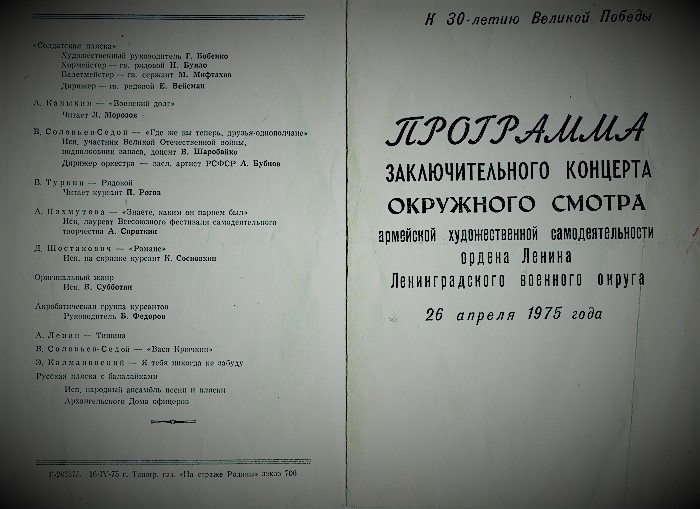 «Солдатская пляска»
Художественный руководитель Г. Бобенко
Хормейстер — гв. рядовой Н. Бунло
Балетмейстер — гв. сержант М. Мифтахов
Дирижер — гв. рядовой Е. Вейсман
А. Каныкин — «Воинский долг»
Читает Л. Морозов
В. Соловьев-Седой — «Где же вы теперь, друзья-однополчане»
Исп. участник Великой Отечественной войны,
подполковник запаса, доцент В. Шаробайко
Дирижер оркестра — засл. артист РСФСР А. Бубнов
В. Туркин — Рядовой
Читает курсант П. Рогва
А. Пахмутова — «Знаете, каким он парнем был»
Исп. лауреат Всесоюзного фестиваля самодеятельного
творчества А. Сироткин
Д. Шостакович — «Романс»
Исп. на скрипке курсант К. Сосновкин
Оригинальный жанр
Исп. В. Субботин
Акробатическая группа курсантов
Руководитель Б. Федоров
А. Ленин — Тишина
В. Соловьев-Седой — «Вася Крючкин»
Э. Калмановский — Я тебя никогда не забуду
Русская пляска с балалайками
Исп. народный ансамбль песни и пляски
Архангельского Дома офицеров
16-IV-75 г. Типогр. газ. «На страже Родины» заказ 706
К 30-летию Великой Победы
ПРОГРАММА
ЗАКЛЮЧИТЕЛЬНОГО КОНЦЕРТА
ОКРУЖНОГО СМОТРА
армейской художественной самодеятельности
ордена Ленина
Ленинградского военного округа
26 апреля 1975 года